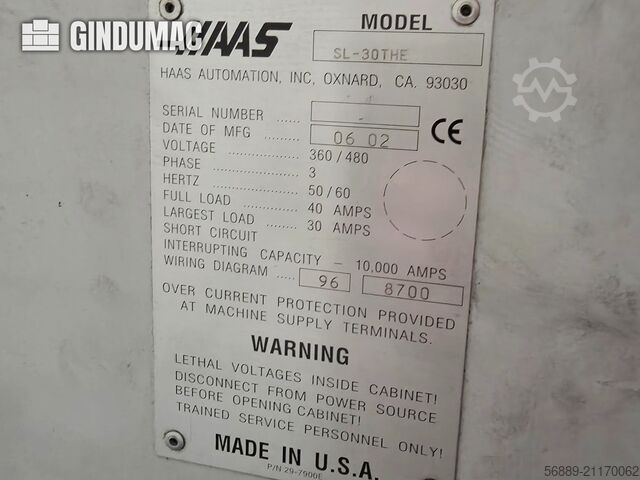 GINDUMAC
HAAS
MODEL
SL-30THE
HAAS AUTOMATION, INC, OXNARD, CA. 93030
SERIAL NUMBER ...... -
DATE OF MFG ........ 06 02
VOLTAGE ................. 360/480
PHASE ..................... 3
HERTZ ..................... 50/60
FULL LOAD ............. 40 AMPS
LARGEST LOAD ........ 30 AMPS
SHORT CIRCUIT
INTERRUPTING CAPACITY – 10,000 AMPS
WIRING DIAGRAM ..... 96 8700
CE
OVER CURRENT PROTECTION PROVIDED
AT MACHINE SUPPLY TERMINALS.
WARNING
LETHAL VOLTAGES INSIDE CABINET!
DISCONNECT FROM POWER SOURCE
BEFORE OPENING CABINET!
TRAINED SERVICE PERSONNEL ONLY!
MADE IN U.S.A.
P/N 29-7900E
56889-21170062